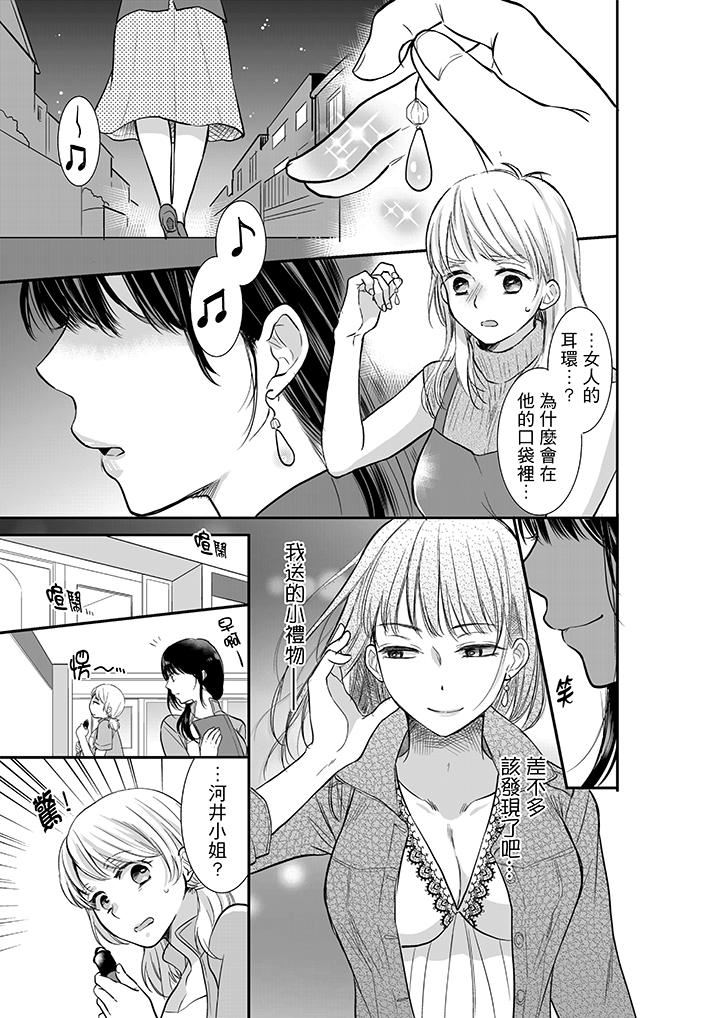 …女人的
耳環…？
為什麼會在
他的口袋裡…
笑
我送的小禮物
差不多
該發現了吧…
喧鬧
喧鬧…
早啊—
愣～…
…河井小姐？
驚！